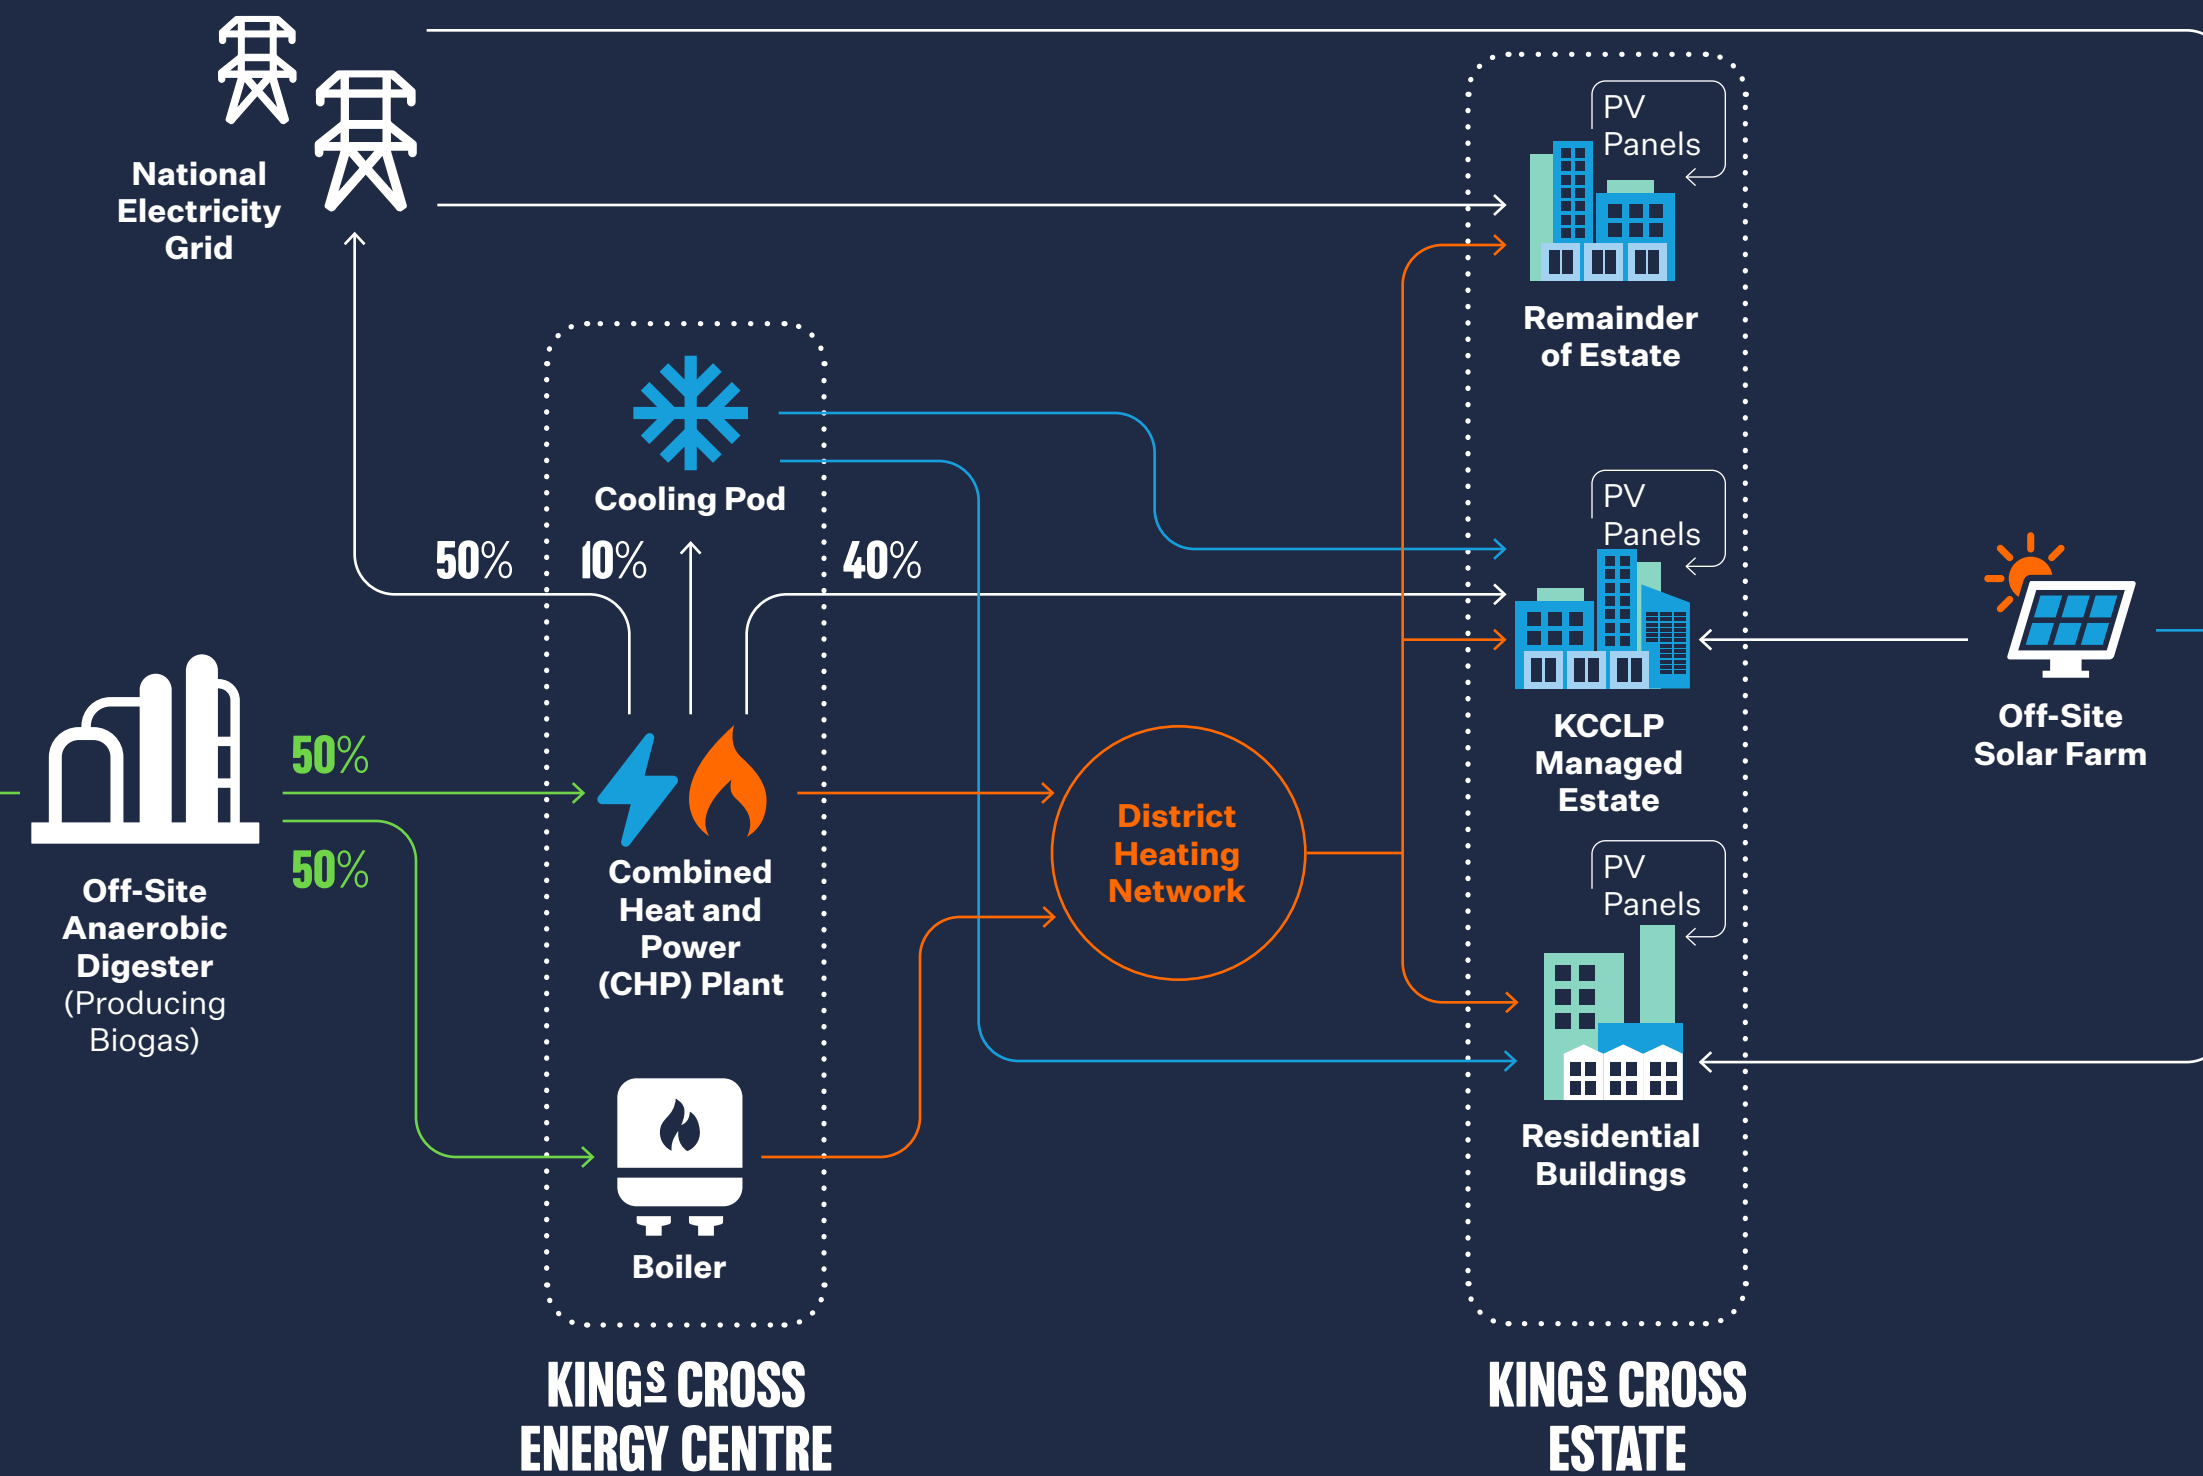 National
Electricity
Grid
PV
Panels
Remainder
of Estate
Cooling Pod
50%
10%
40%
PV
Panels
KCCLP
Managed
Estate
Off-Site
Solar Farm
50%
50%
Off-Site
Anaerobic
Digester
(Producing
Biogas)
Combined
Heat and
Power
(CHP) Plant
District
Heating
Network
PV
Panels
Residential
Buildings
Boiler
KINGS CROSS
ENERGY CENTRE
KINGS CROSS
ESTATE